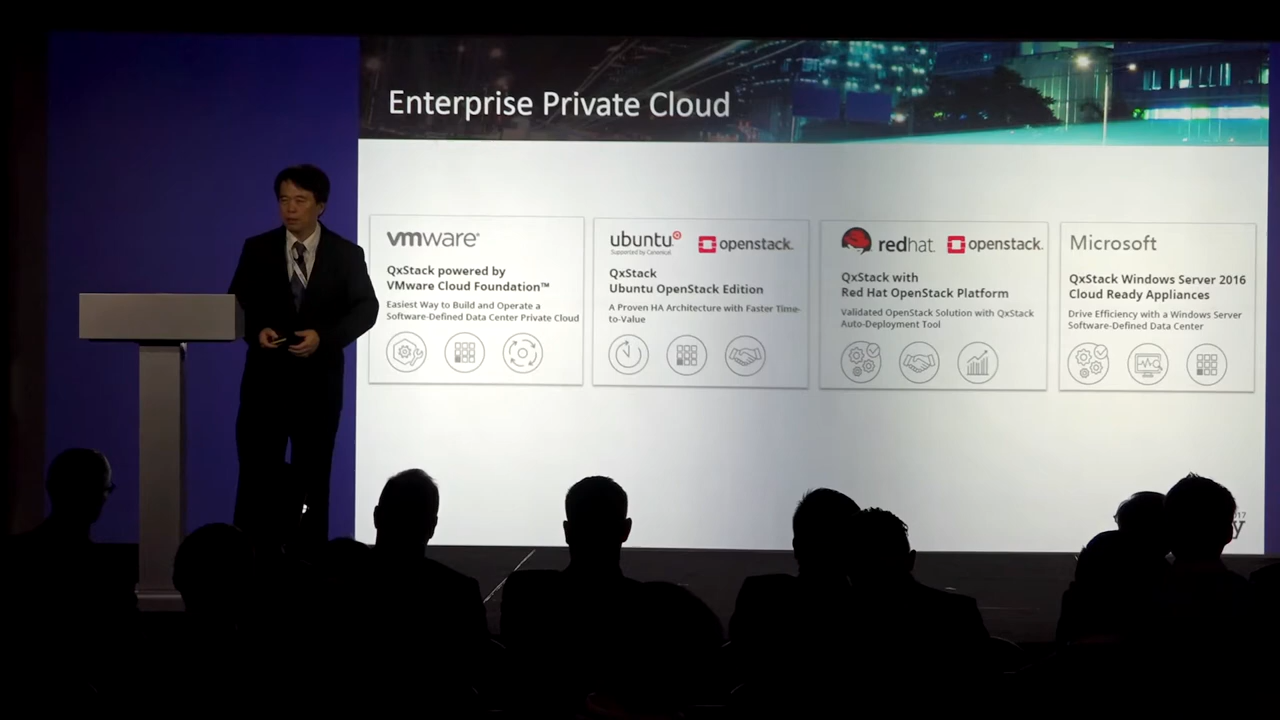 Enterprise Private Cloud
vmware
QxStack powered by
VMware Cloud Foundation™
Easiest Way to Build and Operate a
Software-Defined Data Center Private Cloud
ubuntu
Supported by Canonical
openstack.
QxStack
Ubuntu OpenStack Edition
A Proven HA Architecture with Faster Time-
to-Value
redhat.
openstack.
QxStack with
Red Hat OpenStack Platform
Validated OpenStack Solution with QxStack
Auto-Deployment Tool
Microsoft
QxStack Windows Server 2016
Cloud Ready Appliances
Drive Efficiency with a Windows Server
Software-Defined Data Center